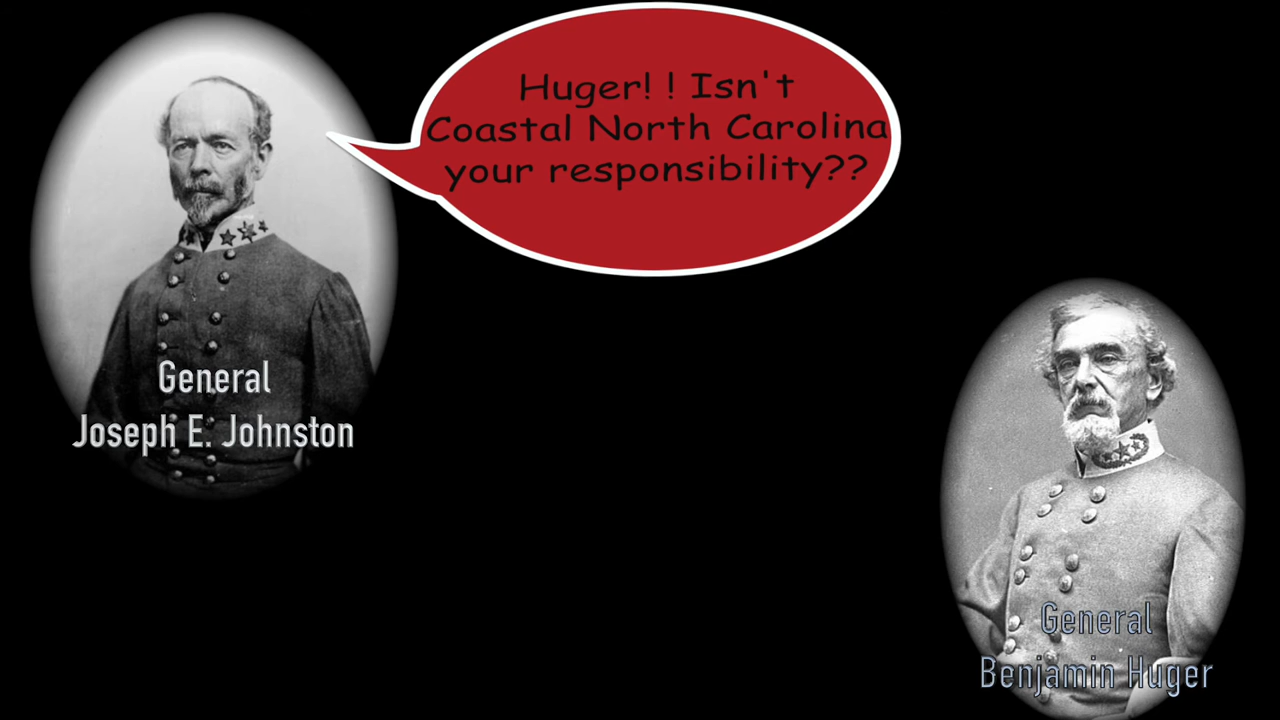 Huger! ! Isn't
Coastal North Carolina
your responsibility??
General
Joseph E. Johnston
General
Benjamin Huger